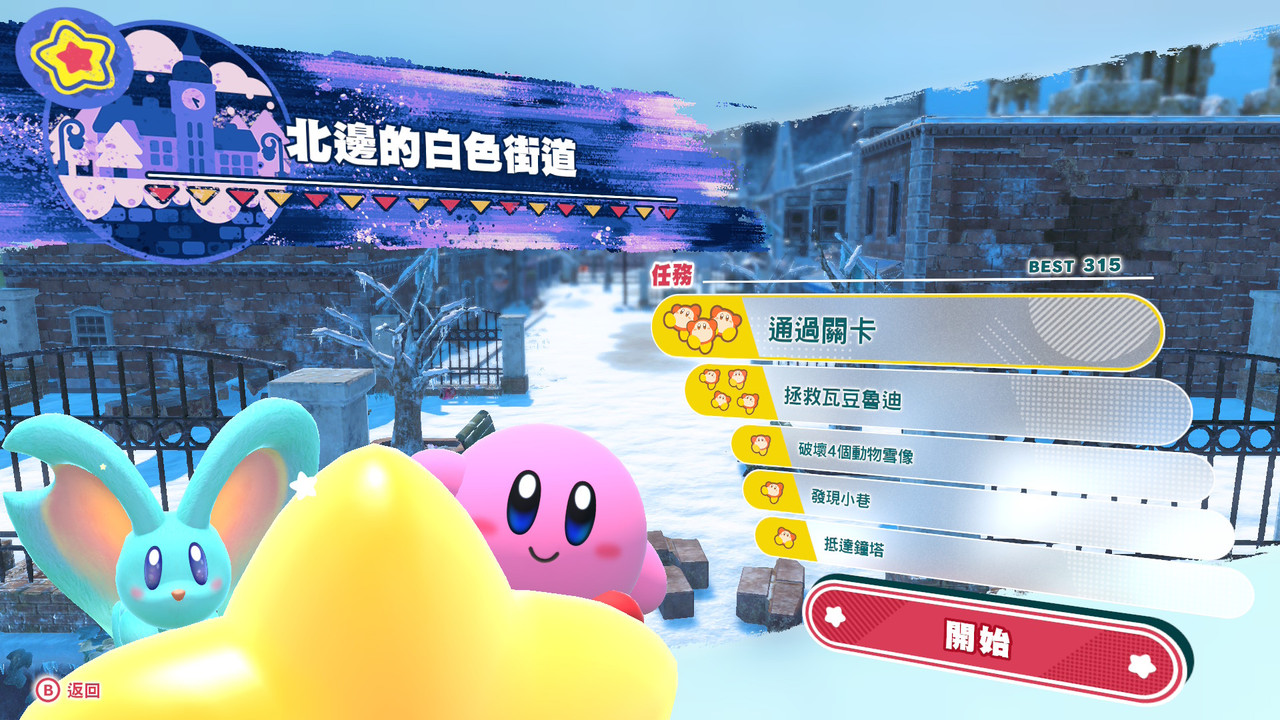 北邊的白色街道
任務
BEST 315
通過關卡
拯救瓦豆魯迪
破壞4個動物雪像
發現小巷
抵達鐘塔
開始
B 返回